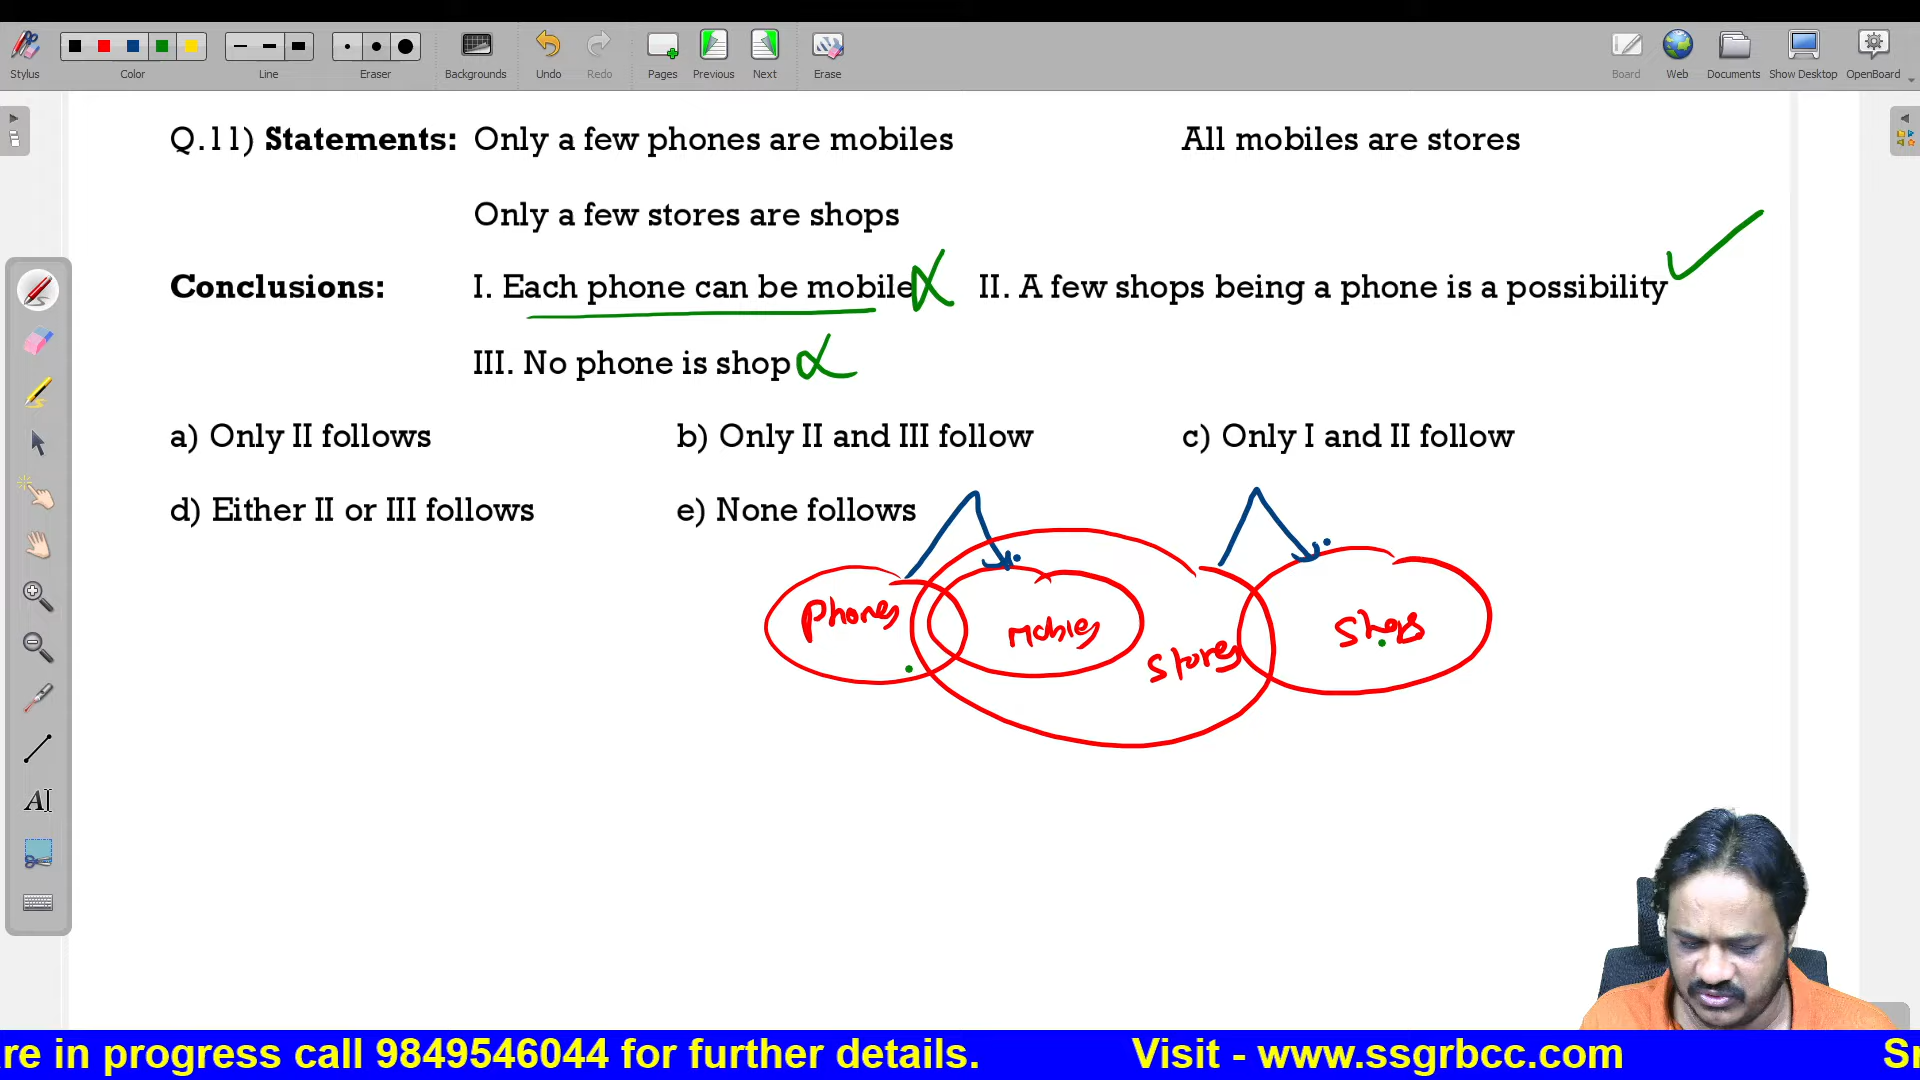 Stylus Color Line Eraser Backgrounds Undo Redo Pages Previous Next Erase Board Web Documents Show Desktop OpenBoard
Q.11) Statements: Only a few phones are mobiles All mobiles are stores
Only a few stores are shops
Conclusions: I. Each phone can be mobile II. A few shops being a phone is a possibility
III. No phone is shop
a) Only II follows b) Only II and III follow c) Only I and II follow
d) Either II or III follows e) None follows
Phones Mobiles Stores Shops
re in progress call 9849546044 for further details. Visit - www.ssgrbcc.com Sr